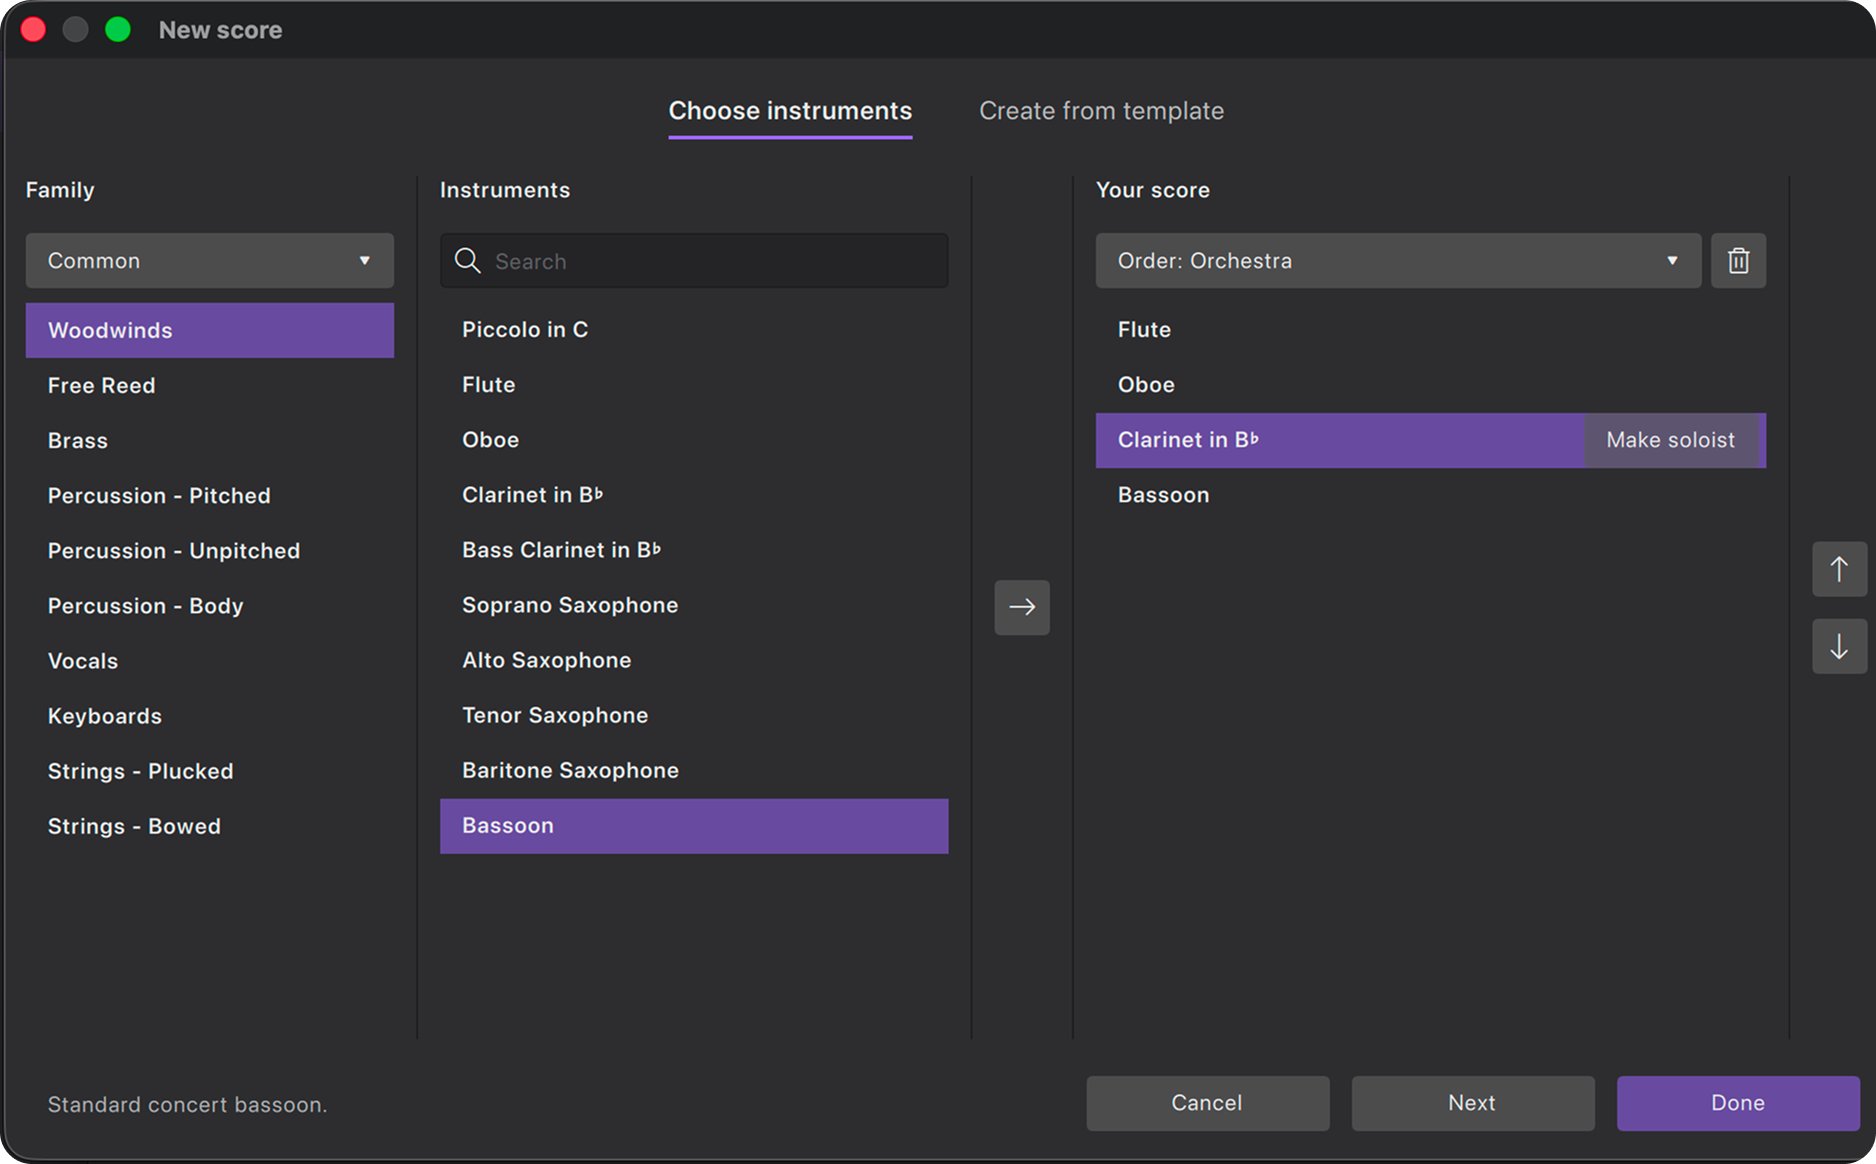 New score
Choose instruments
Create from template
Family
Common
Woodwinds
Free Reed
Brass
Percussion - Pitched
Percussion - Unpitched
Percussion - Body
Vocals
Keyboards
Strings - Plucked
Strings - Bowed
Instruments
Search
Piccolo in C
Flute
Oboe
Clarinet in B♭
Bass Clarinet in B♭
Soprano Saxophone
Alto Saxophone
Tenor Saxophone
Baritone Saxophone
Bassoon
Your score
Order: Orchestra
Flute
Oboe
Clarinet in B♭ Make soloist
Bassoon
Standard concert bassoon.
Cancel
Next
Done